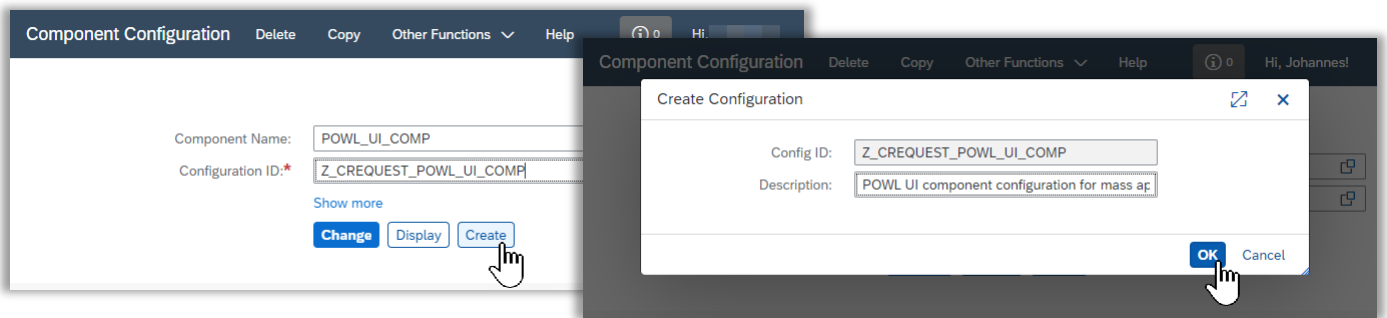 Component Configuration Delete Copy Other Functions Help 0 Hi,
Component Name: POWL_UI_COMP
Configuration ID:* Z_CREQUEST_POWL_UI_COMP
Show more
Change Display Create
Component Configuration Delete Copy Other Functions Help 0 Hi, Johannes!
Create Configuration
Config ID: Z_CREQUEST_POWL_UI_COMP
Description: POWL UI component configuration for mass ap
OK Cancel